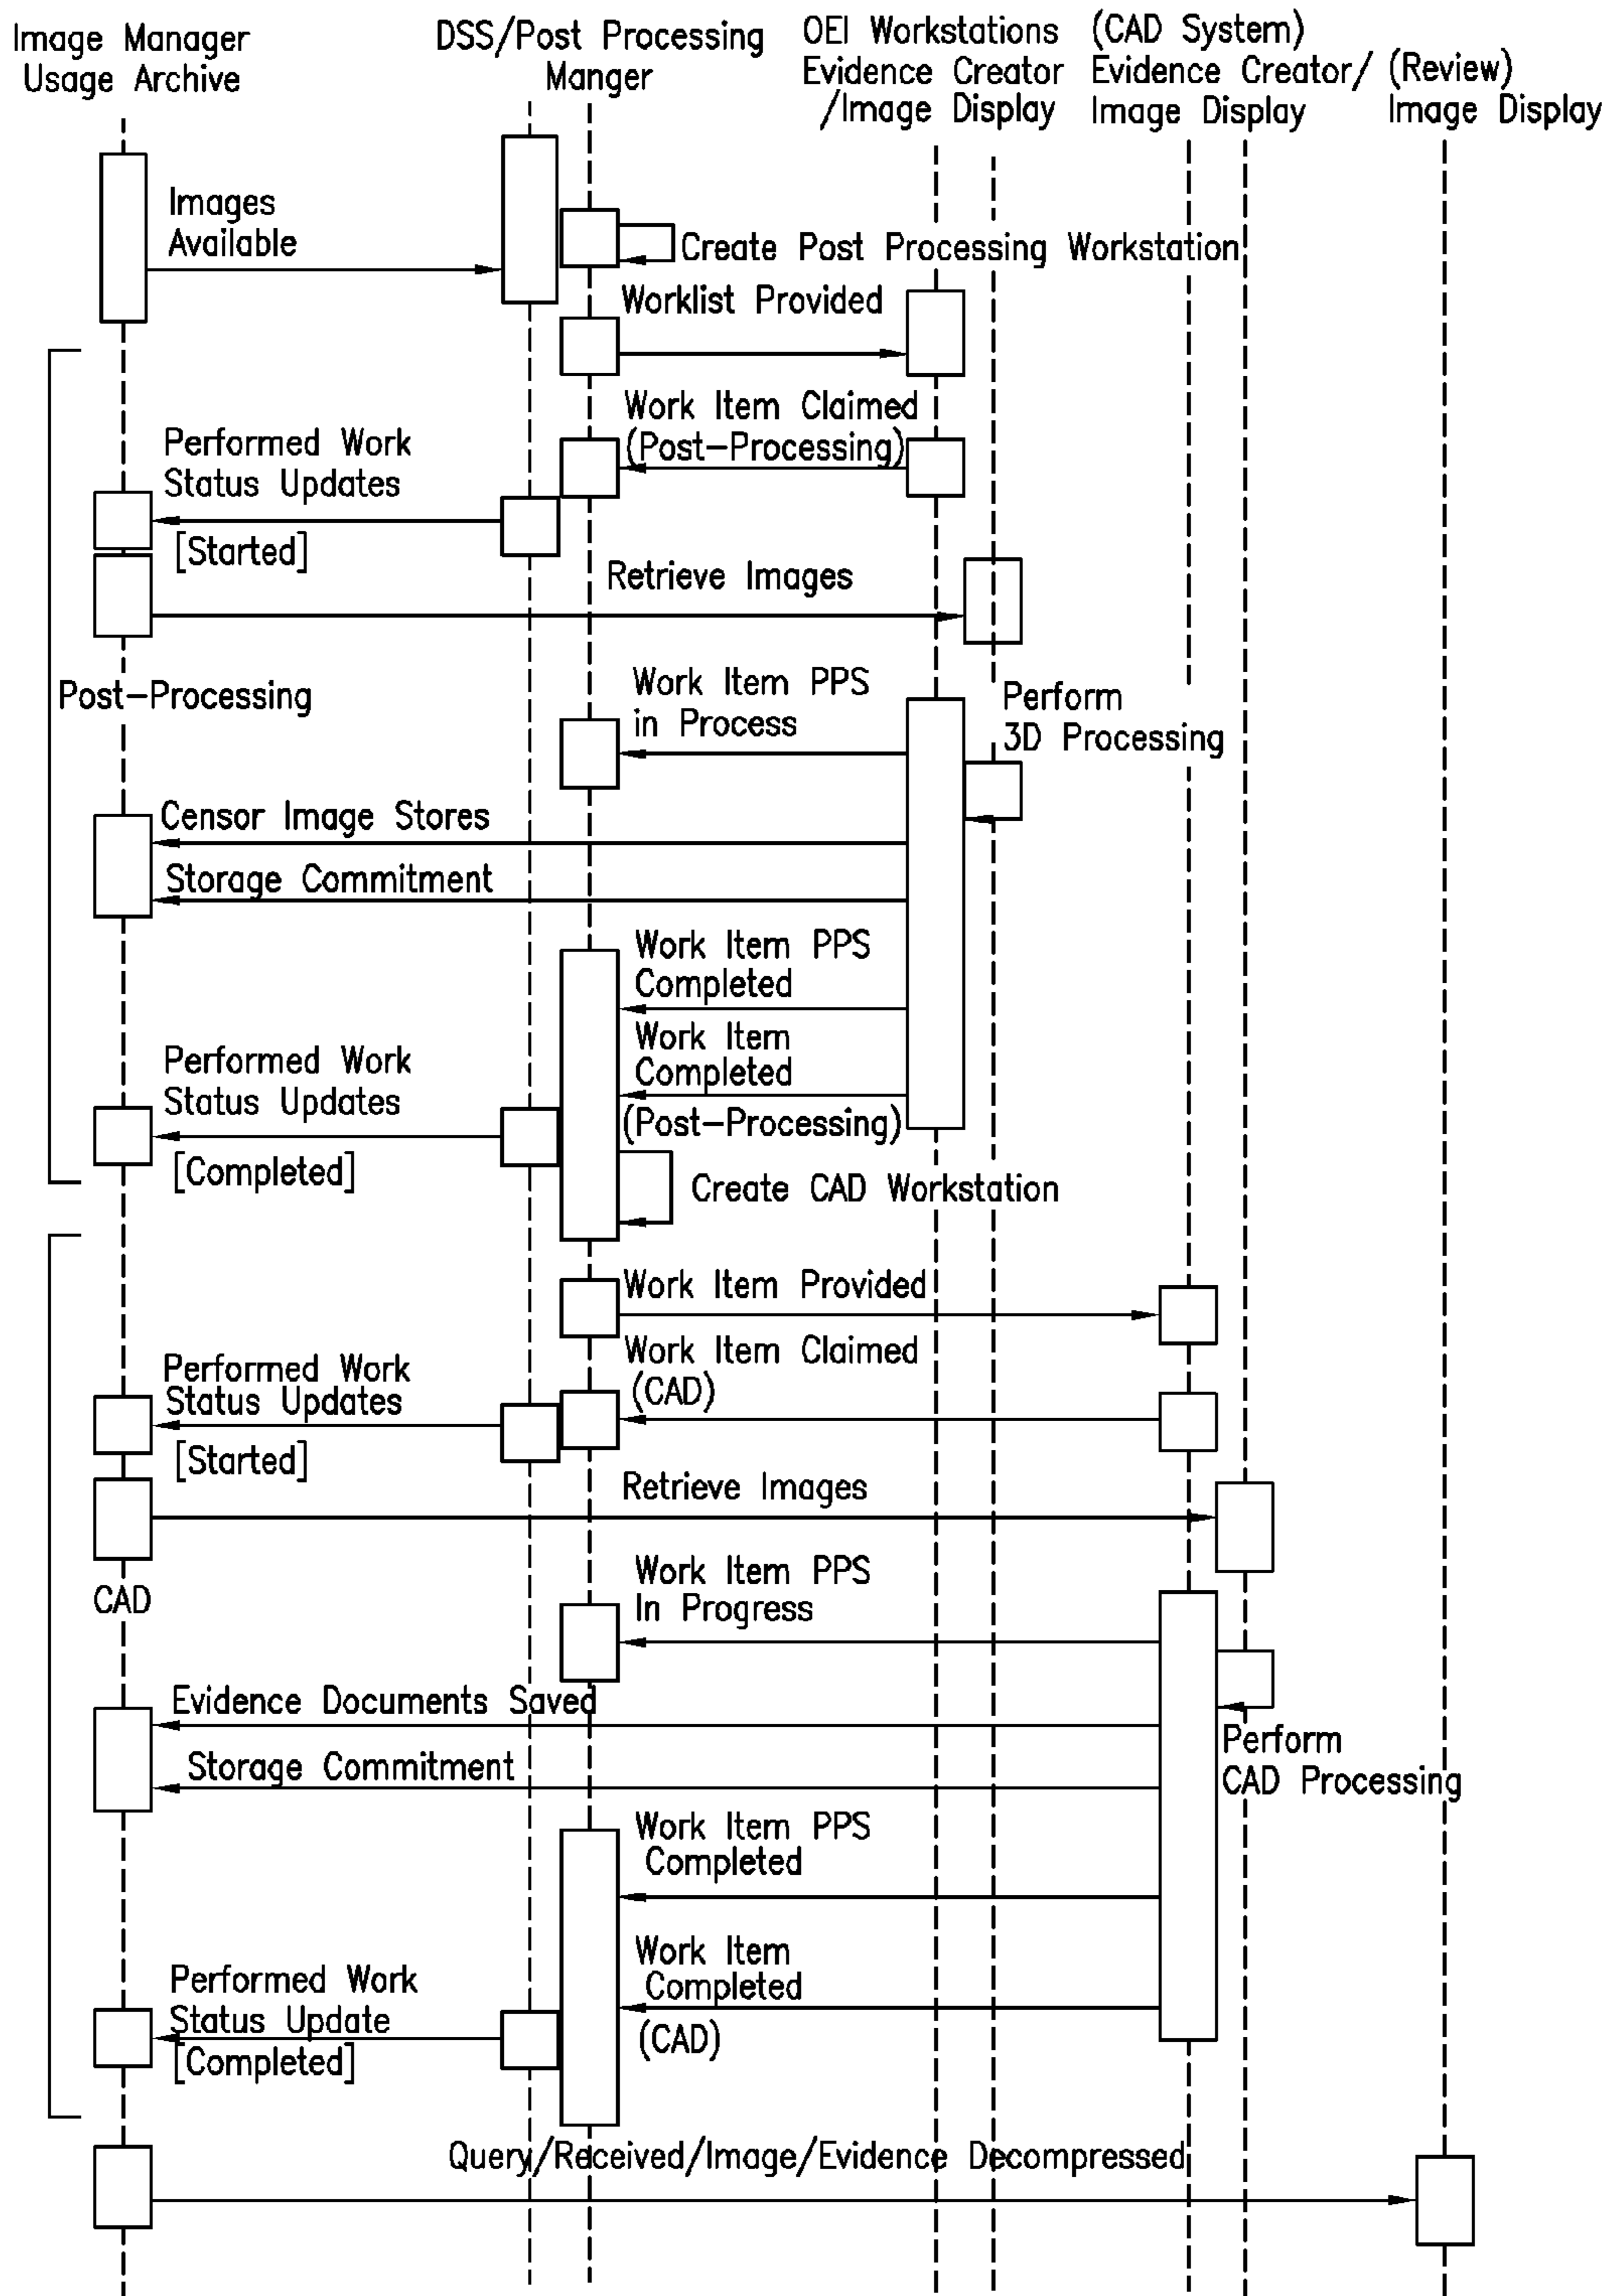 Image Manager
Usage Archive
DSS/Post Processing
Manger
OEI Workstations
Evidence Creator
/Image Display
(CAD System)
Evidence Creator/
Image Display
(Review)
Image Display
Images
Available
Create Post Processing Workstation
Worklist Provided
Work Item Claimed
(Post-Processing)
Performed Work
Status Updates
[Started]
Retrieve Images
Post-Processing
Work Item PPS
in Process
Perform
3D Processing
Censor Image Stores
Storage Commitment
Work Item PPS
Completed
Work Item
Completed
(Post-Processing)
Performed Work
Status Updates
[Completed]
Create CAD Workstation
Work Item Provided
Work Item Claimed
(CAD)
Performed Work
Status Updates
[Started]
Retrieve Images
CAD
Work Item PPS
In Progress
Evidence Documents Saved
Storage Commitment
Perform
CAD Processing
Work Item PPS
Completed
Work Item
Completed
(CAD)
Performed Work
Status Update
[Completed]
Query/Received/Image/Evidence Decompressed